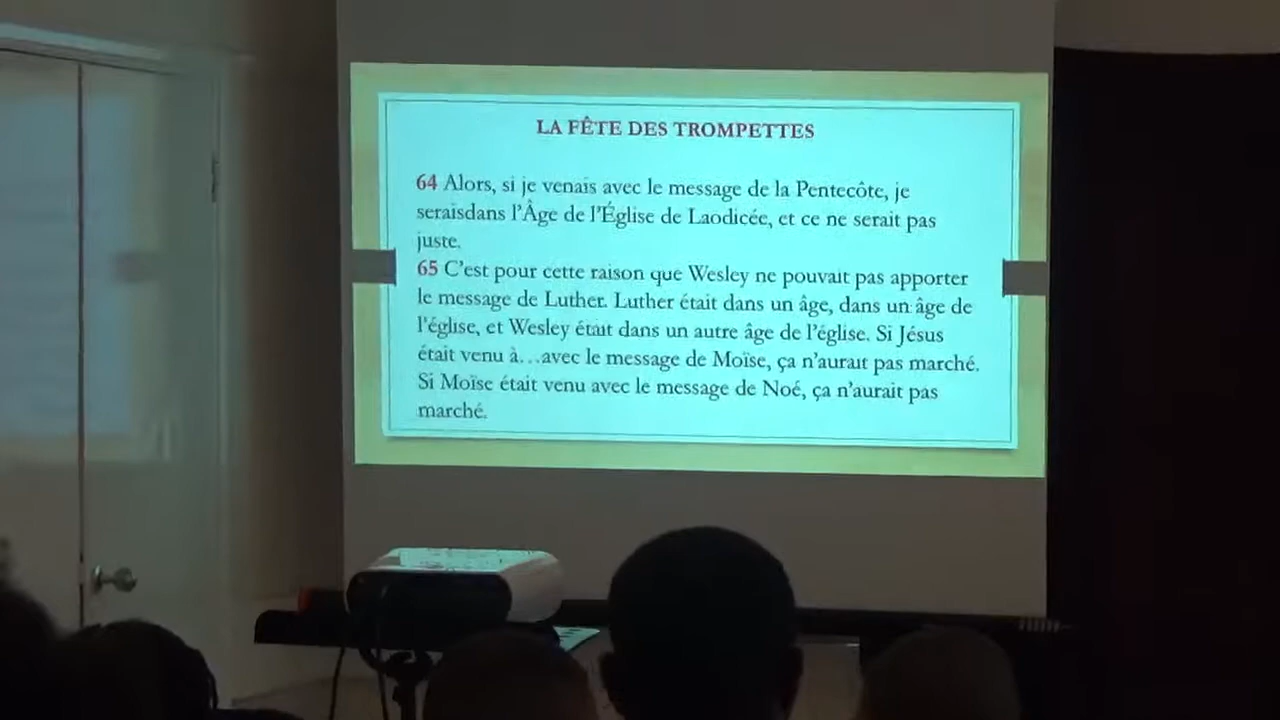 LA FÊTE DES TROMPETTES
64 Alors, si je venais avec le message de la Pentecôte, je
seraisdans l'Âge de l'Église de Laodicée, et ce ne serait pas
juste.
65 C'est pour cette raison que Wesley ne pouvait pas apporter
le message de Luther. Luther était dans un âge, dans un âge de
l'église, et Wesley était dans un autre âge de l'église. Si Jésus
était venu à…avec le message de Moïse, ça n'aurait pas marché.
Si Moïse était venu avec le message de Noé, ça n'aurait pas
marché.